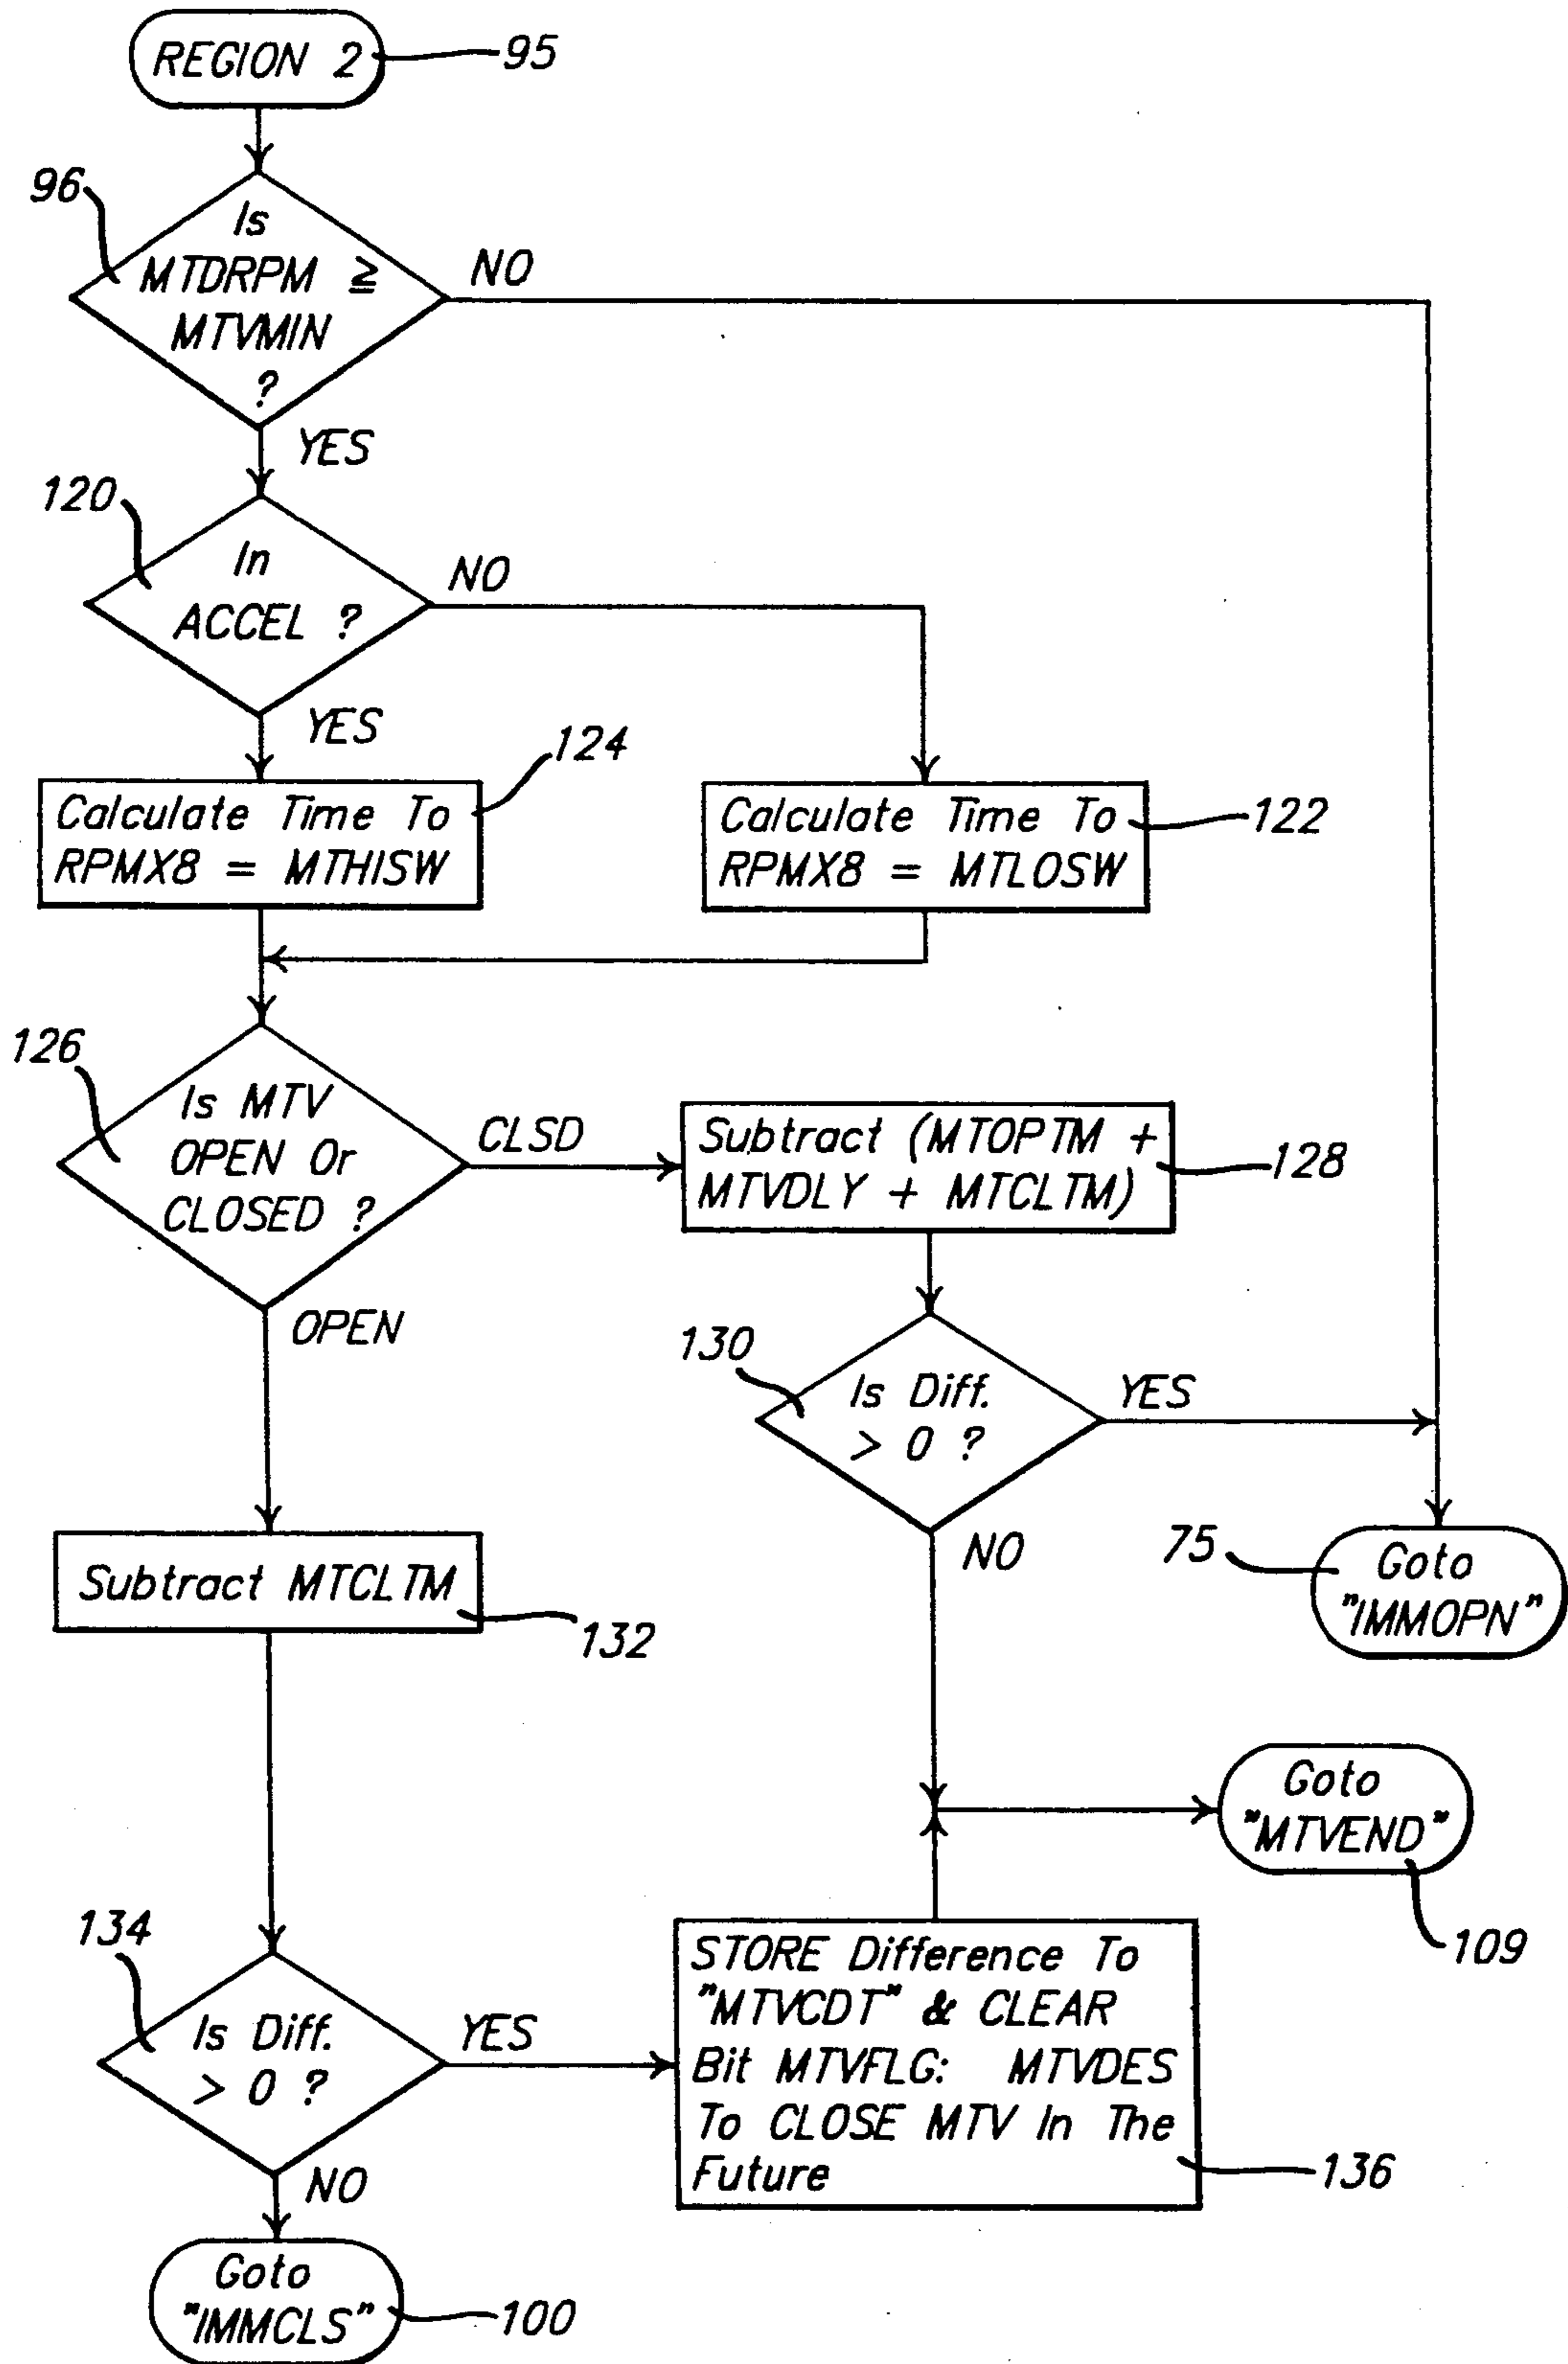 REGION 2
95
96
Is
MTDRPM ≧
MTVMIN
?
NO
YES
120
In
ACCEL ?
NO
YES
124
Calculate Time To
RPMX8 = MTHISW
Calculate Time To
RPMX8 = MTLOSW
122
126
Is MTV
OPEN Or
CLOSED ?
CLSD
Subtract (MTOPTM +
MTVDLY + MTCLTM)
128
OPEN
130
Is Diff.
> 0 ?
YES
NO
75
Goto
"IMMOPN"
Subtract MTCLTM
132
Goto
"MTVEND"
109
134
Is Diff.
> 0 ?
YES
STORE Difference To
"MTVCDT" & CLEAR
Bit MTVFLG: MTVDES
To CLOSE MTV In The
Future
136
NO
Goto
"IMMCLS"
100